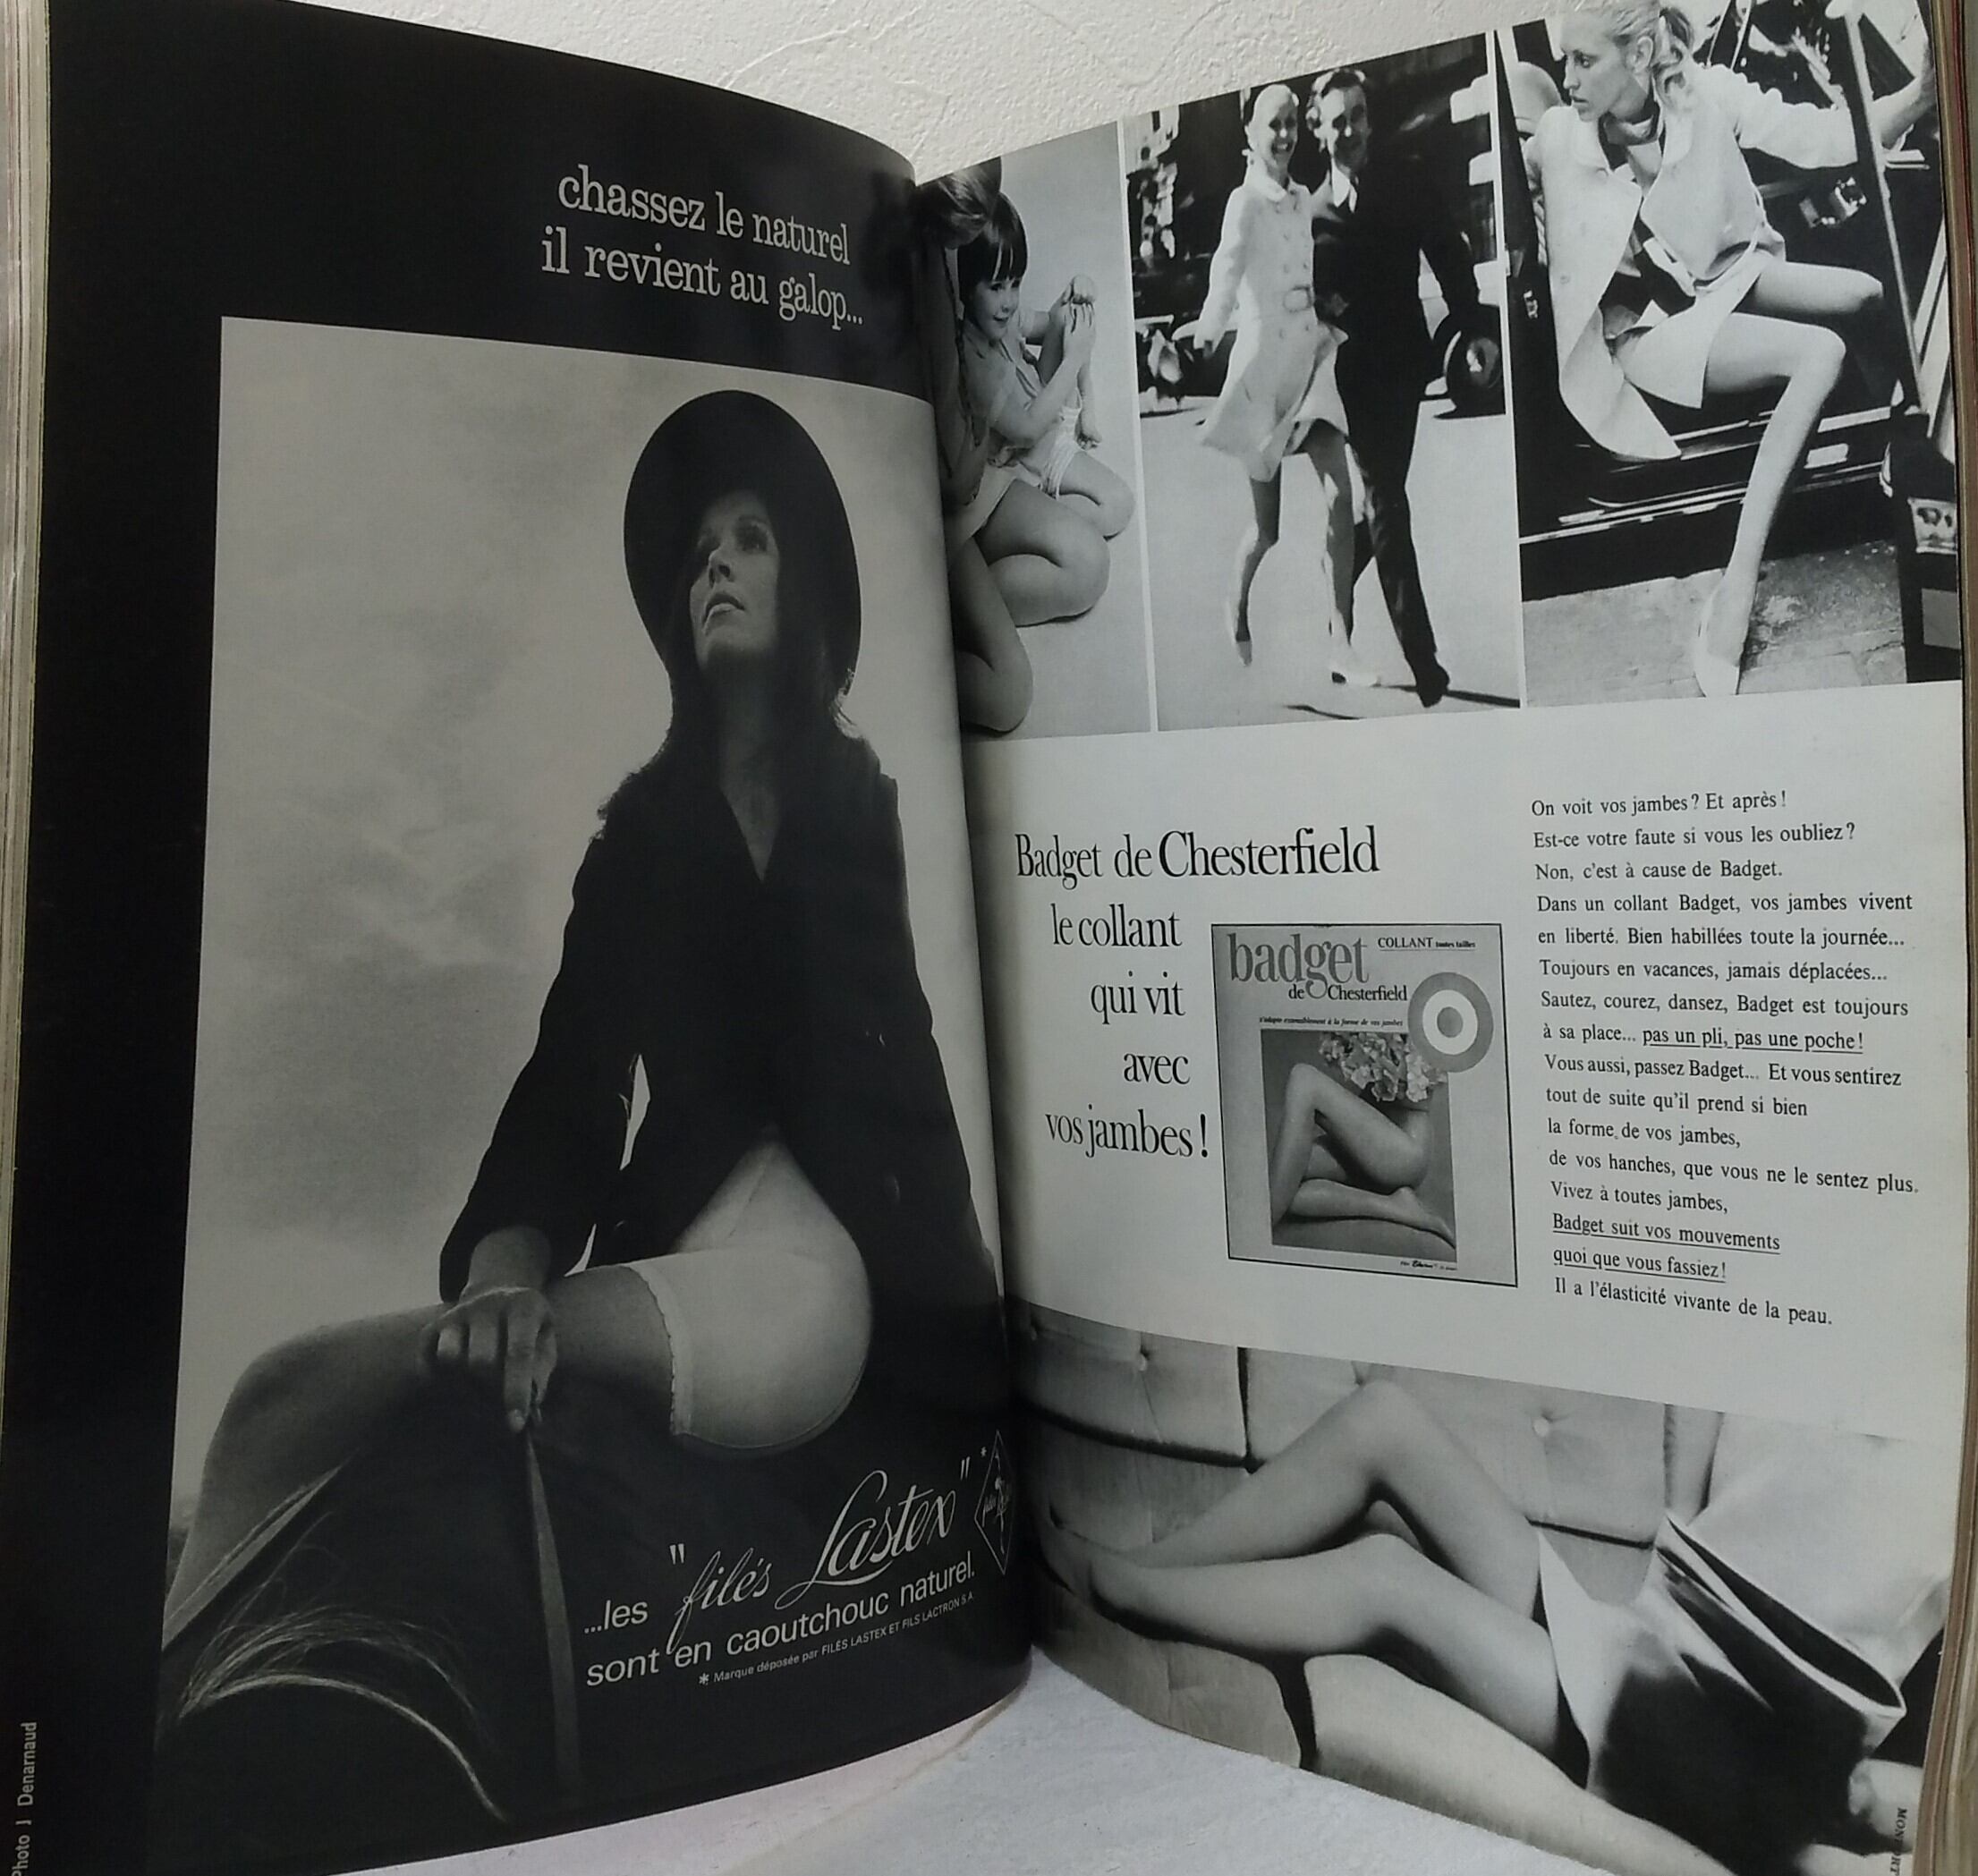 chassez le naturel
il revient au galop...
...les "filés Lastex" *
sont en caoutchouc naturel.
* Marque déposée par FILÉS LASTEX ET FILS LACTRON S.A.
Photo J Denarnaud
Badget de Chesterfield
le collant
qui vit
avec
vos jambes !
badget
COLLANT toutes tailles
de Chesterfield
s'adapte à la forme de vos jambes
On voit vos jambes ? Et après !
Est-ce votre faute si vous les oubliez ?
Non, c'est à cause de Badget.
Dans un collant Badget, vos jambes vivent
en liberté. Bien habillées toute la journée...
Toujours en vacances, jamais déplacées...
Sautez, courez, dansez, Badget est toujours
à sa place... pas un pli, pas une poche !
Vous aussi, passez Badget... Et vous sentirez
tout de suite qu'il prend si bien
la forme de vos jambes,
de vos hanches, que vous ne le sentez plus.
Vivez à toutes jambes,
Badget suit vos mouvements
quoi que vous fassiez !
Il a l'élasticité vivante de la peau.